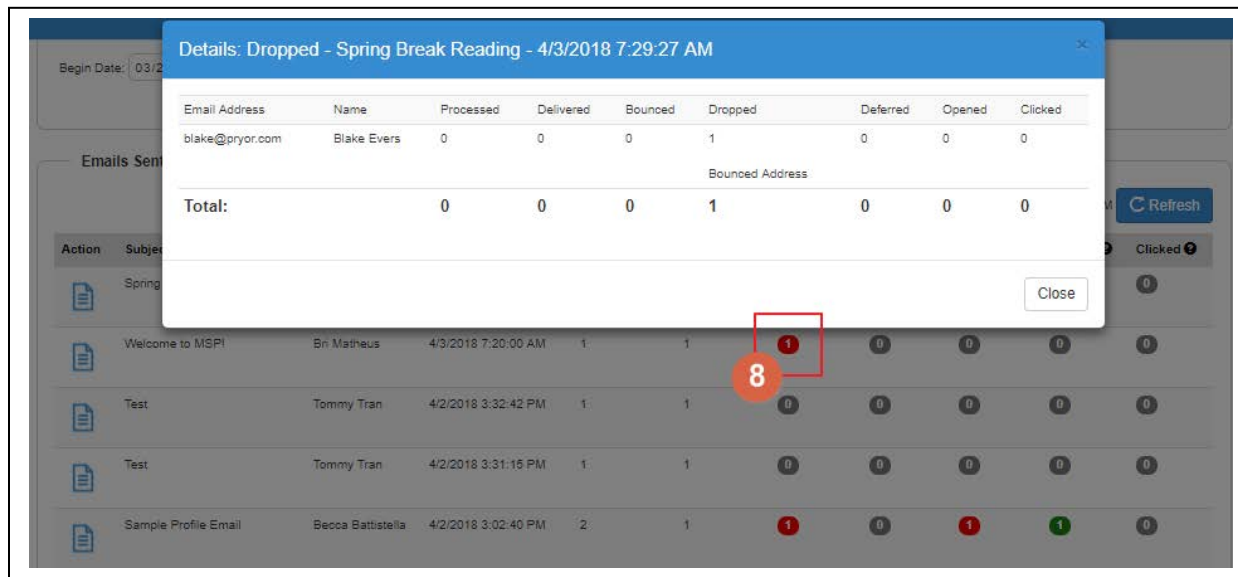 Details: Dropped - Spring Break Reading - 4/3/2018 7:29:27 AM ×
Begin Date: 03/2
Email Address Name Processed Delivered Bounced Dropped Deferred Opened Clicked
blake@pryor.com Blake Evers 0 0 0 1 0 0 0
Bounced Address
Emails Sent
Total: 0 0 0 1 0 0 0
M Refresh
Action Subje Clicked
Spring 0
Close
Welcome to MSP! Bri Matheus 4/3/2018 7:20:00 AM 1 1 1 0 0 0 0
8
Test Tommy Tran 4/2/2018 3:32:42 PM 1 1 0 0 0 0 0
Test Tommy Tran 4/2/2018 3:31:15 PM 1 1 0 0 0 0 0
Sample Profile Email Becca Battistella 4/2/2018 3:02:40 PM 2 1 1 0 1 1 0